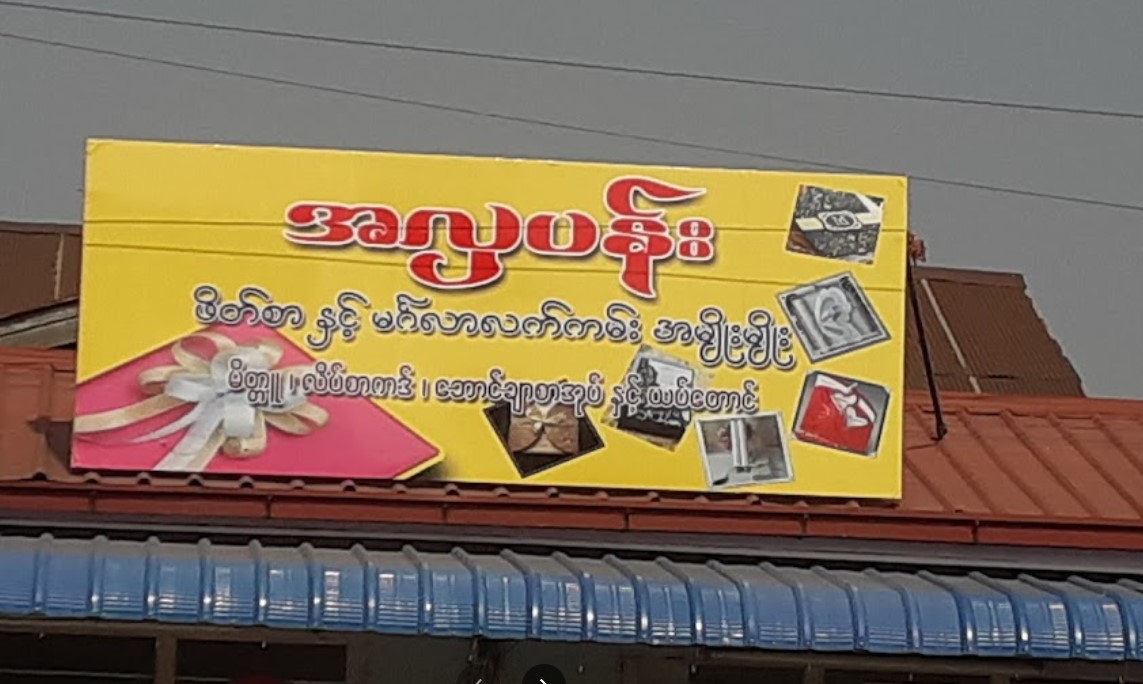 အလှပန်း
ဖိတ်စာ နှင့် မင်္ဂလာလက်ကမ်း အမျိုးမျိုး
မိတ္တူ ၊ လိပ်စာကဒ် ၊ ဘောင်ချာစာအုပ် နှင့် ယပ်တောင်